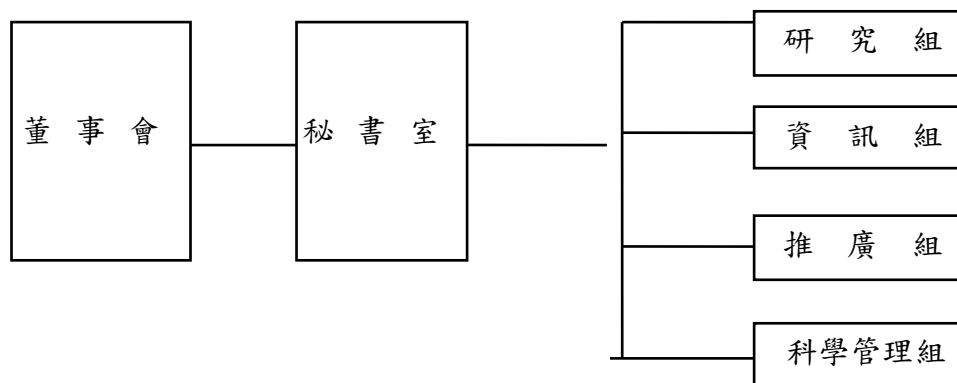 董事會
秘書室
研究組
資訊組
推廣組
科學管理組